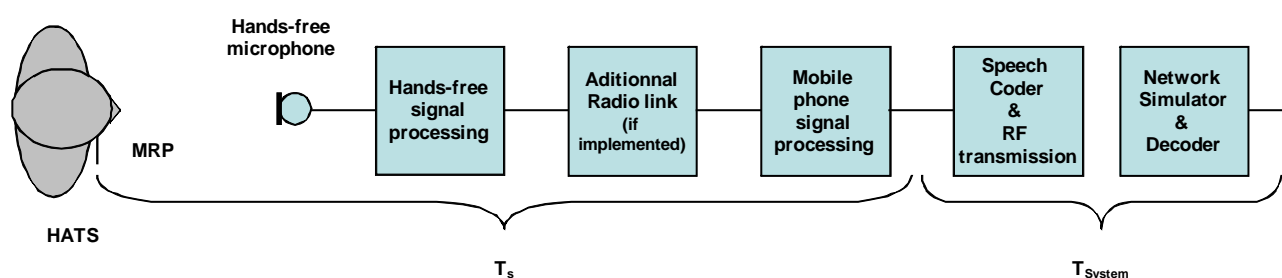 Hands-free
microphone
Hands-free
signal
processing
Aditionnal
Radio link
(if
implemented)
Mobile
phone
signal
processing
Speech
Coder
&
RF
transmission
Network
Simulator
&
Decoder
MRP
HATS
Ts
TSystem